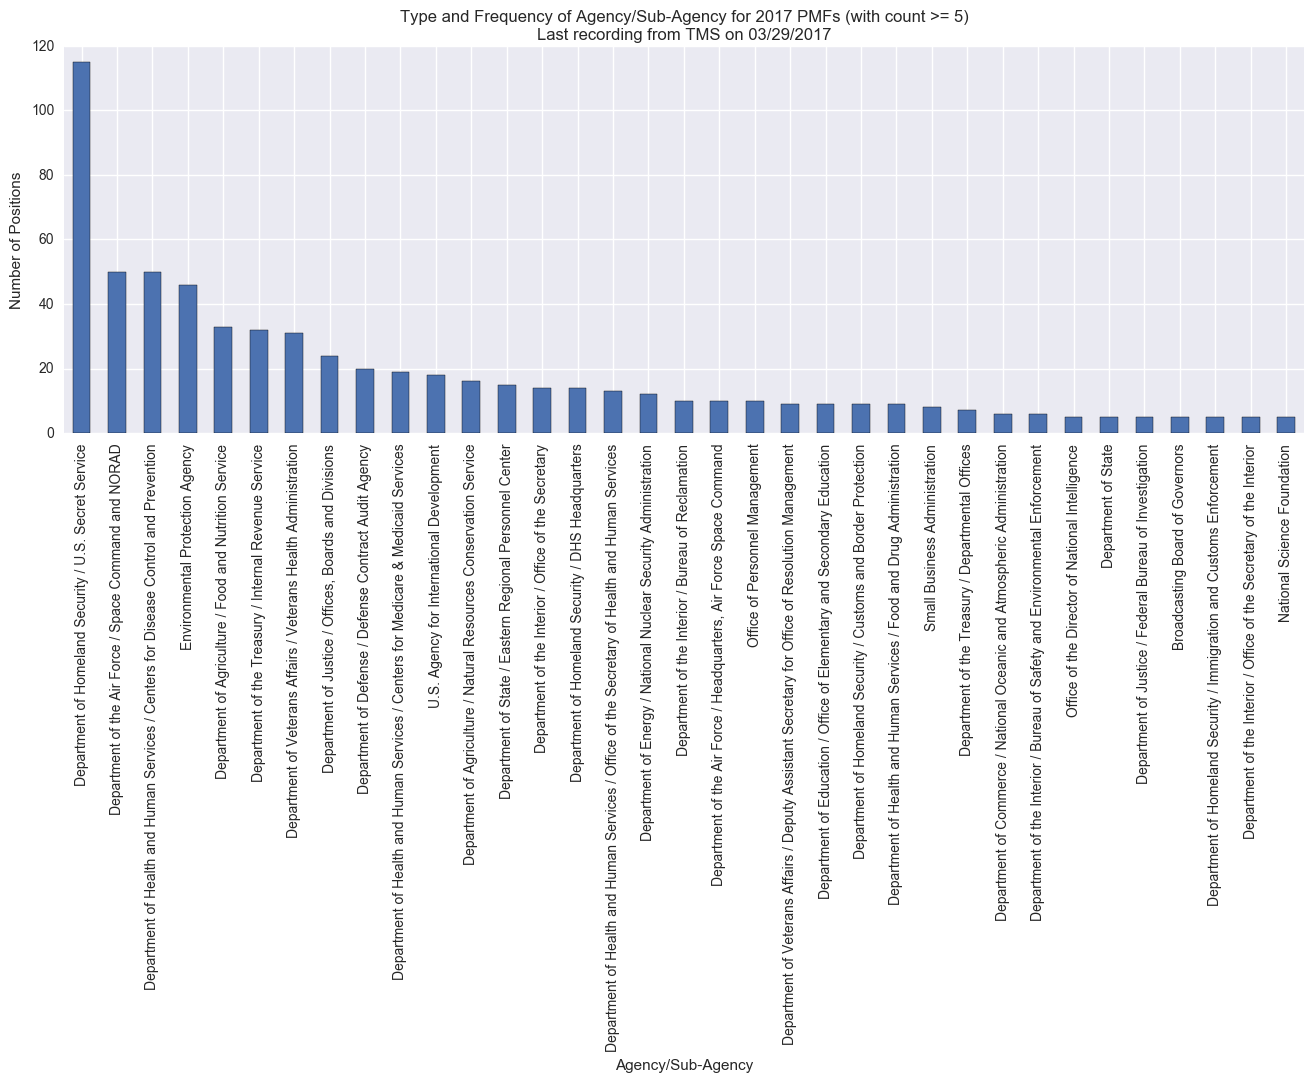 Type and Frequency of Agency/Sub-Agency for 2017 PMFs (with count >= 5)
Last recording from TMS on 03/29/2017
Number of Positions
120
100
80
60
40
20
0
Department of Homeland Security / U.S. Secret Service
Department of the Air Force / Space Command and NORAD
Department of Health and Human Services / Centers for Disease Control and Prevention
Environmental Protection Agency
Department of Agriculture / Food and Nutrition Service
Department of the Treasury / Internal Revenue Service
Department of Veterans Affairs / Veterans Health Administration
Department of Justice / Offices, Boards and Divisions
Department of Defense / Defense Contract Audit Agency
Department of Health and Human Services / Centers for Medicare & Medicaid Services
U.S. Agency for International Development
Department of Agriculture / Natural Resources Conservation Service
Department of State / Eastern Regional Personnel Center
Department of the Interior / Office of the Secretary
Department of Homeland Security / DHS Headquarters
Department of Health and Human Services / Office of the Secretary of Health and Human Services
Department of Energy / National Nuclear Security Administration
Department of the Interior / Bureau of Reclamation
Department of the Air Force / Headquarters, Air Force Space Command
Office of Personnel Management
Department of Veterans Affairs / Deputy Assistant Secretary for Office of Resolution Management
Department of Education / Office of Elementary and Secondary Education
Department of Homeland Security / Customs and Border Protection
Department of Health and Human Services / Food and Drug Administration
Small Business Administration
Department of the Treasury / Departmental Offices
Department of Commerce / National Oceanic and Atmospheric Administration
Department of the Interior / Bureau of Safety and Environmental Enforcement
Office of the Director of National Intelligence
Department of State
Department of Justice / Federal Bureau of Investigation
Broadcasting Board of Governors
Department of Homeland Security / Immigration and Customs Enforcement
Department of the Interior / Office of the Secretary of the Interior
National Science Foundation
Agency/Sub-Agency